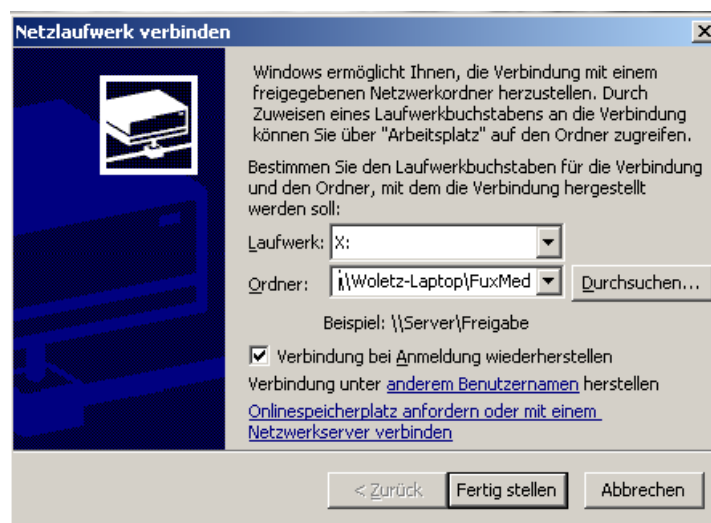 Netzlaufwerk verbinden
Windows ermöglicht Ihnen, die Verbindung mit einem
freigegebenen Netzwerkordner herzustellen. Durch
Zuweisen eines Laufwerkbuchstabens an die Verbindung
können Sie über "Arbeitsplatz" auf den Ordner zugreifen.
Bestimmen Sie den Laufwerkbuchstaben für die Verbindung
und den Ordner, mit dem die Verbindung hergestellt
werden soll:
Laufwerk: X:
Ordner: \\Woletz-Laptop\FuxMed Durchsuchen...
Beispiel: \\Server\Freigabe
Verbindung bei Anmeldung wiederherstellen
Verbindung unter anderem Benutzernamen herstellen
Onlinespeicherplatz anfordern oder mit einem
Netzwerkserver verbinden
< Zurück Fertig stellen Abbrechen